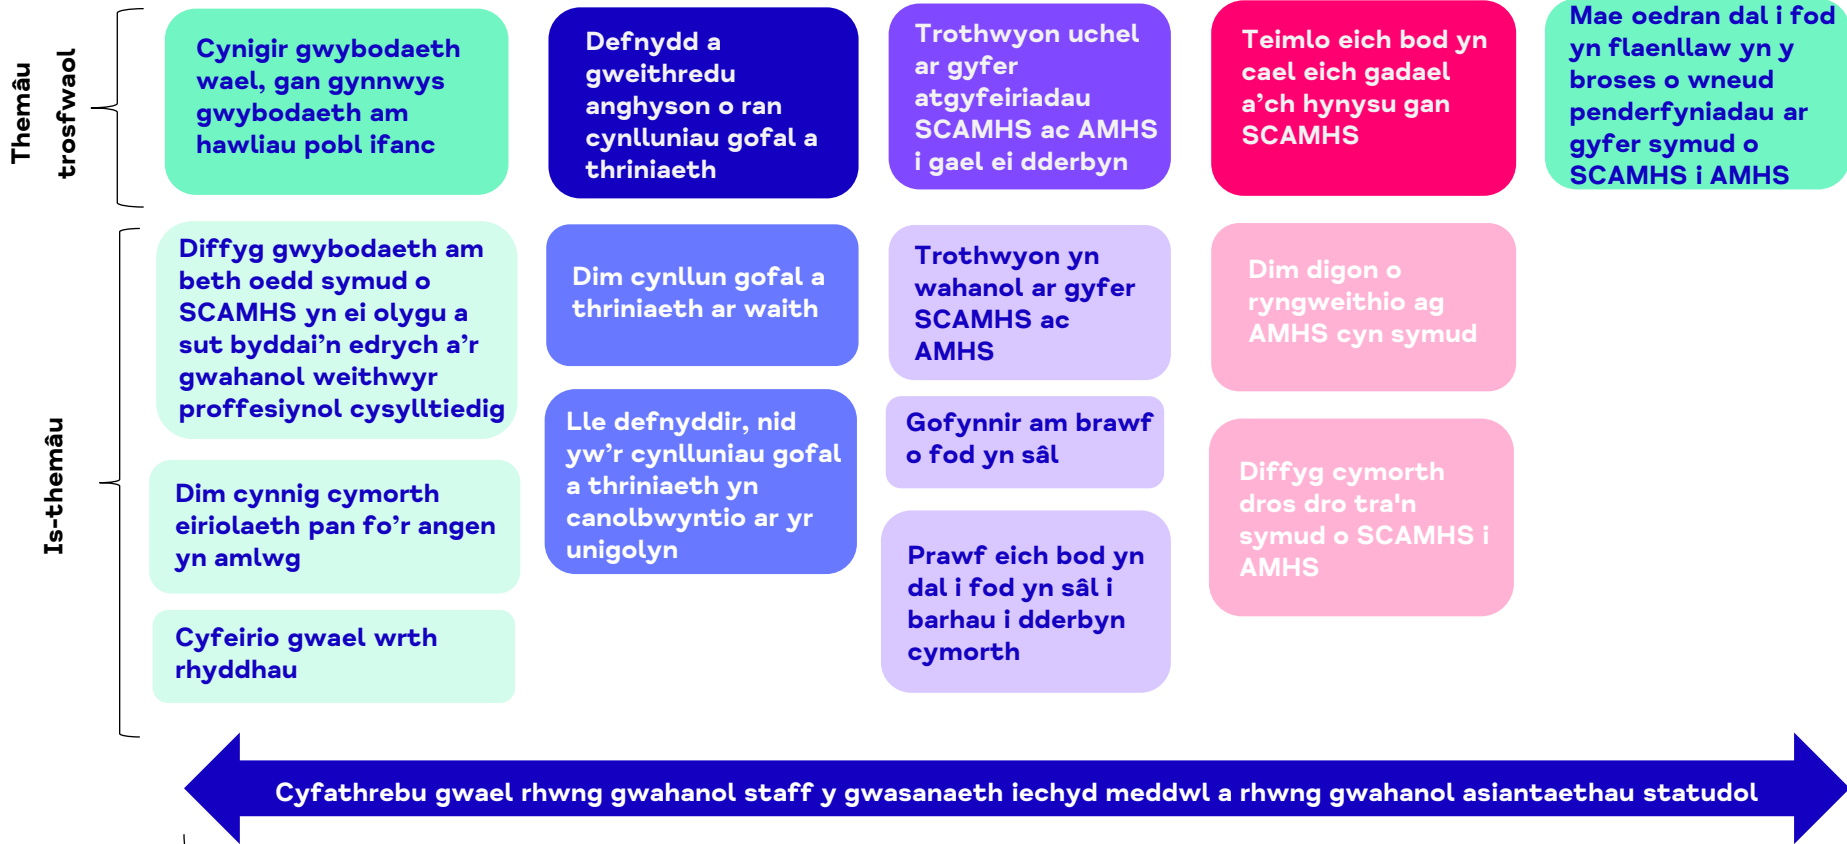 Themâu
trosfwaol
Cynigir gwybodaeth
wael, gan gynnwys
gwybodaeth am
hawliau pobl ifanc
Defnydd a
gweithredu
anghyson o ran
cynlluniau gofal a
thriniaeth
Trothwyon uchel
ar gyfer
atgyfeiriadau
SCAMHS ac AMHS
i gael ei dderbyn
Teimlo eich bod yn
cael eich gadael
a’ch hynysu gan
SCAMHS
Mae oedran dal i fod
yn flaenllaw yn y
broses o wneud
penderfyniadau ar
gyfer symud o
SCAMHS i AMHS
Is-themâu
Diffyg gwybodaeth am
beth oedd symud o
SCAMHS yn ei olygu a
sut byddai’n edrych a’r
gwahanol weithwyr
proffesiynol cysylltiedig
Dim cynnig cymorth
eiriolaeth pan fo’r angen
yn amlwg
Cyfeirio gwael wrth
rhyddhau
Dim cynllun gofal a
thriniaeth ar waith
Lle defnyddir, nid
yw’r cynlluniau gofal
a thriniaeth yn
canolbwyntio ar yr
unigolyn
Trothwyon yn
wahanol ar gyfer
SCAMHS ac
AMHS
Gofynnir am brawf
o fod yn sâl
Prawf eich bod yn
dal i fod yn sâl i
barhau i dderbyn
cymorth
Dim digon o
ryngweithio ag
AMHS cyn symud
Diffyg cymorth
dros dro tra'n
symud o SCAMHS i
AMHS
Cyfathrebu gwael rhwng gwahanol staff y gwasanaeth iechyd meddwl a rhwng gwahanol asiantaethau statudol